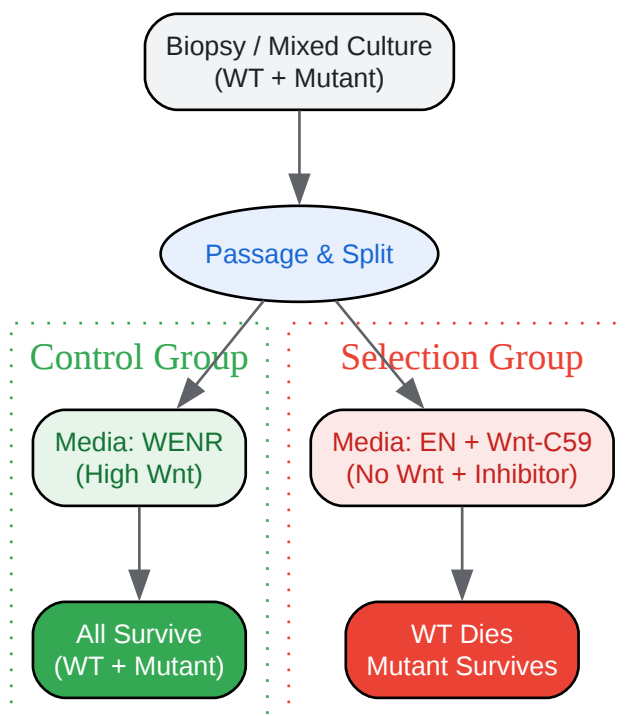 Biopsy / Mixed Culture
(WT + Mutant)
Passage & Split
Control Group
Selection Group
Media: WENR
(High Wnt)
Media: EN + Wnt-C59
(No Wnt + Inhibitor)
All Survive
(WT + Mutant)
WT Dies
Mutant Survives